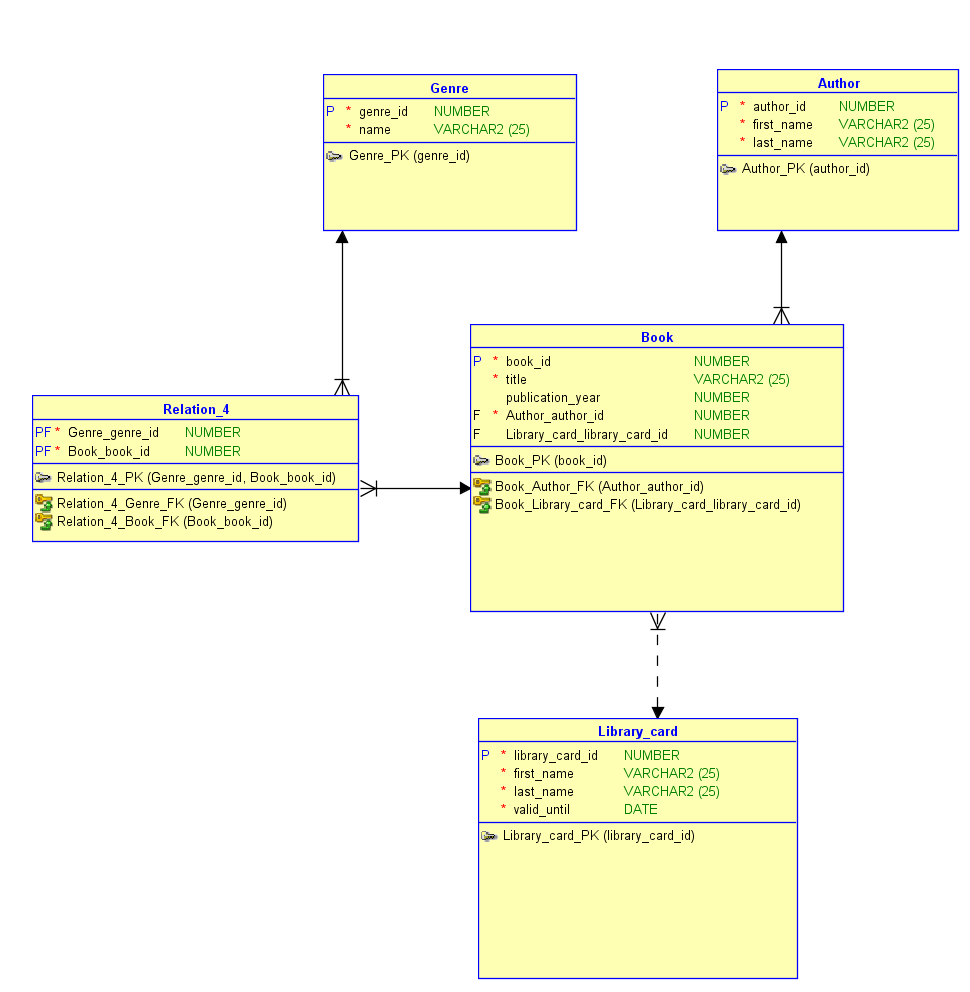 Genre
P * genre_id NUMBER
* name VARCHAR2 (25)
Genre_PK (genre_id)
Author
P * author_id NUMBER
* first_name VARCHAR2 (25)
* last_name VARCHAR2 (25)
Author_PK (author_id)
Book
P * book_id NUMBER
* title VARCHAR2 (25)
publication_year NUMBER
F * Author_author_id NUMBER
F Library_card_library_card_id NUMBER
Book_PK (book_id)
Book_Author_FK (Author_author_id)
Book_Library_card_FK (Library_card_library_card_id)
Relation_4
PF * Genre_genre_id NUMBER
PF * Book_book_id NUMBER
Relation_4_PK (Genre_genre_id, Book_book_id)
Relation_4_Genre_FK (Genre_genre_id)
Relation_4_Book_FK (Book_book_id)
Library_card
P * library_card_id NUMBER
* first_name VARCHAR2 (25)
* last_name VARCHAR2 (25)
* valid_until DATE
Library_card_PK (library_card_id)